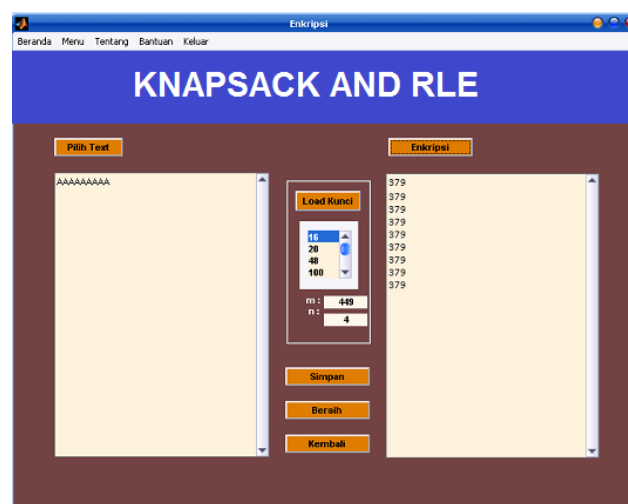 Enkripsi
Beranda Menu Tentang Bantuan Keluar
KNAPSACK AND RLE
Pilih Text
Enkripsi
AAAAAAAAA
Load Kunci
16
20
48
100
m : 449
n : 4
Simpan
Bersih
Kembali
379
379
379
379
379
379
379
379
379